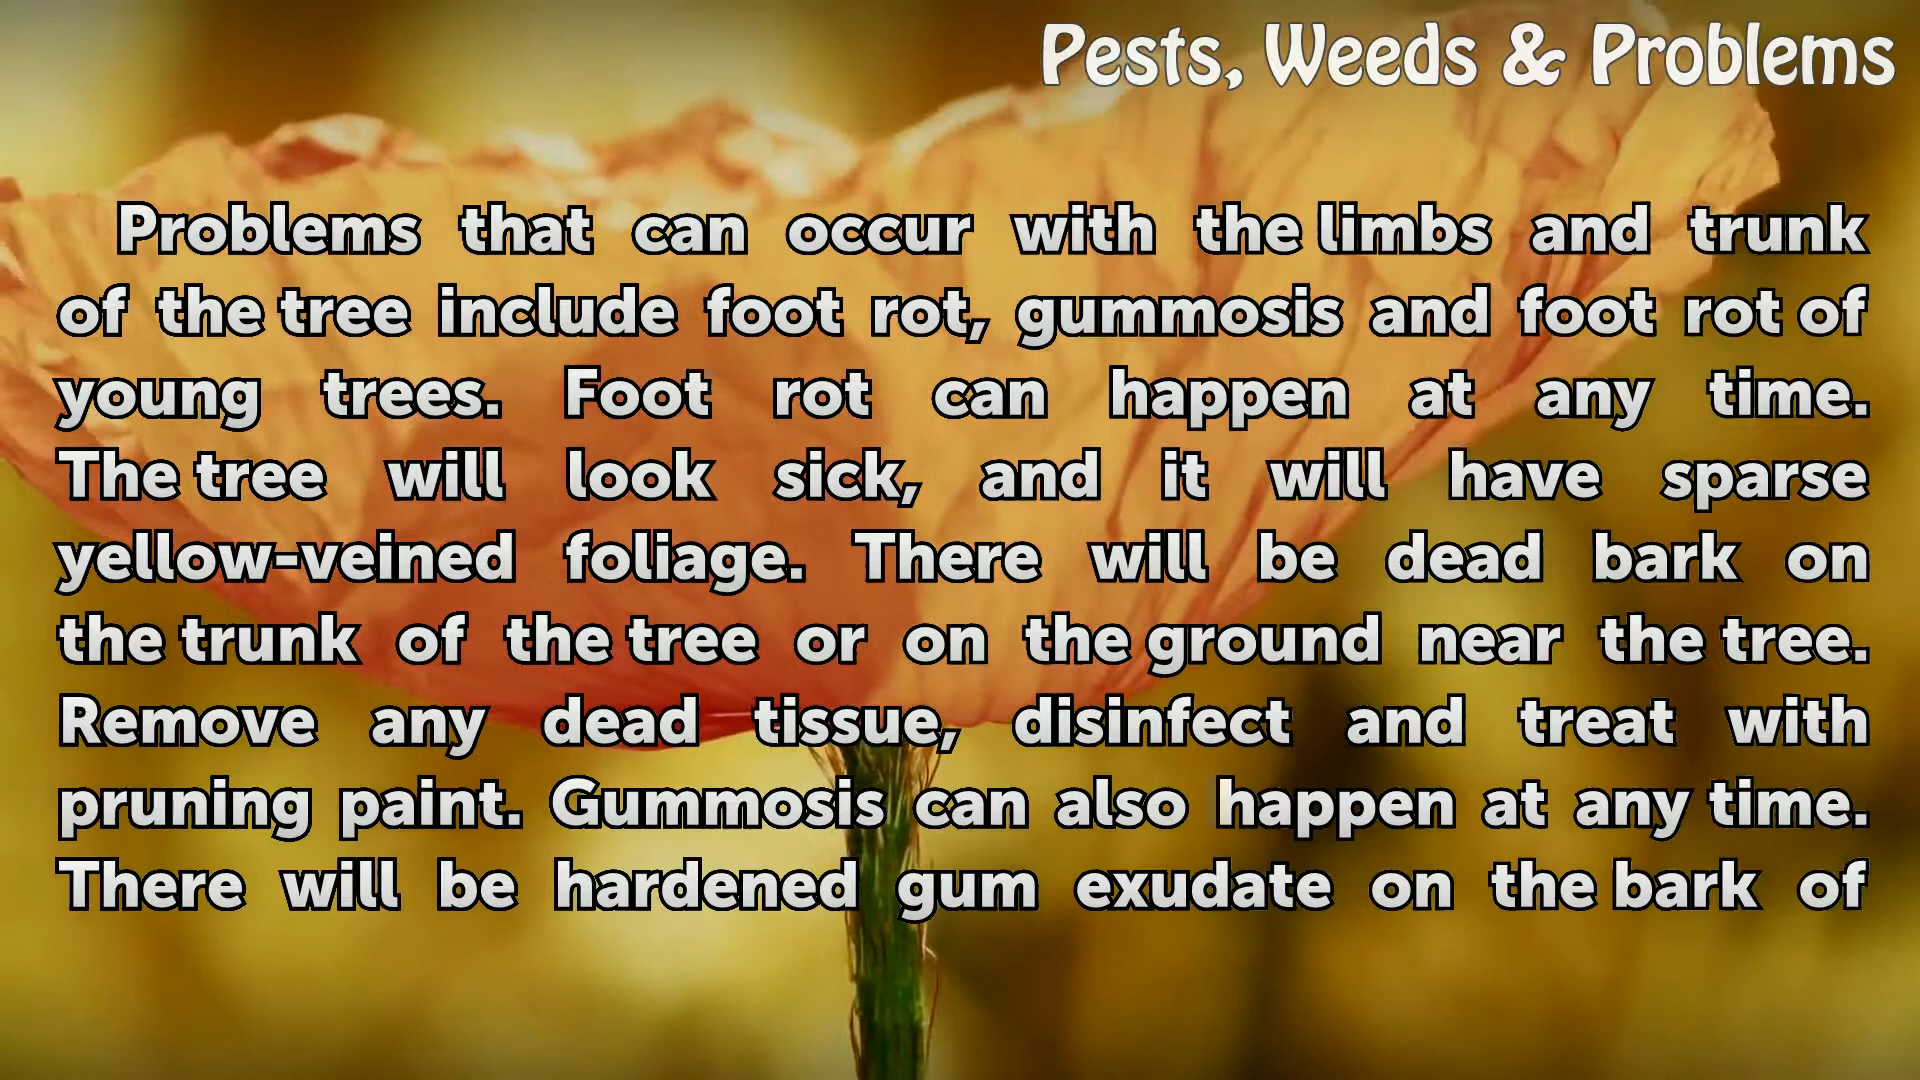 Pests, Weeds & Problems
Problems that can occur with the limbs and trunk
of the tree include foot rot, gummosis and foot rot of
young trees. Foot rot can happen at any time.
The tree will look sick, and it will have sparse
yellow-veined foliage. There will be dead bark on
the trunk of the tree or on the ground near the tree.
Remove any dead tissue, disinfect and treat with
pruning paint. Gummosis can also happen at any time.
There will be hardened gum exudate on the bark of